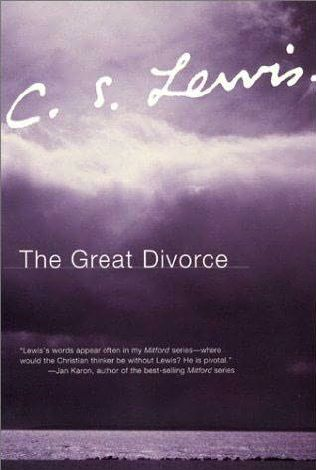 C. S. Lewis.
The Great Divorce
"Lewis's words appear often in my Mitford series—where
would the Christian thinker be without Lewis? He is pivotal."
—Jan Karon, author of the best-selling Mitford series